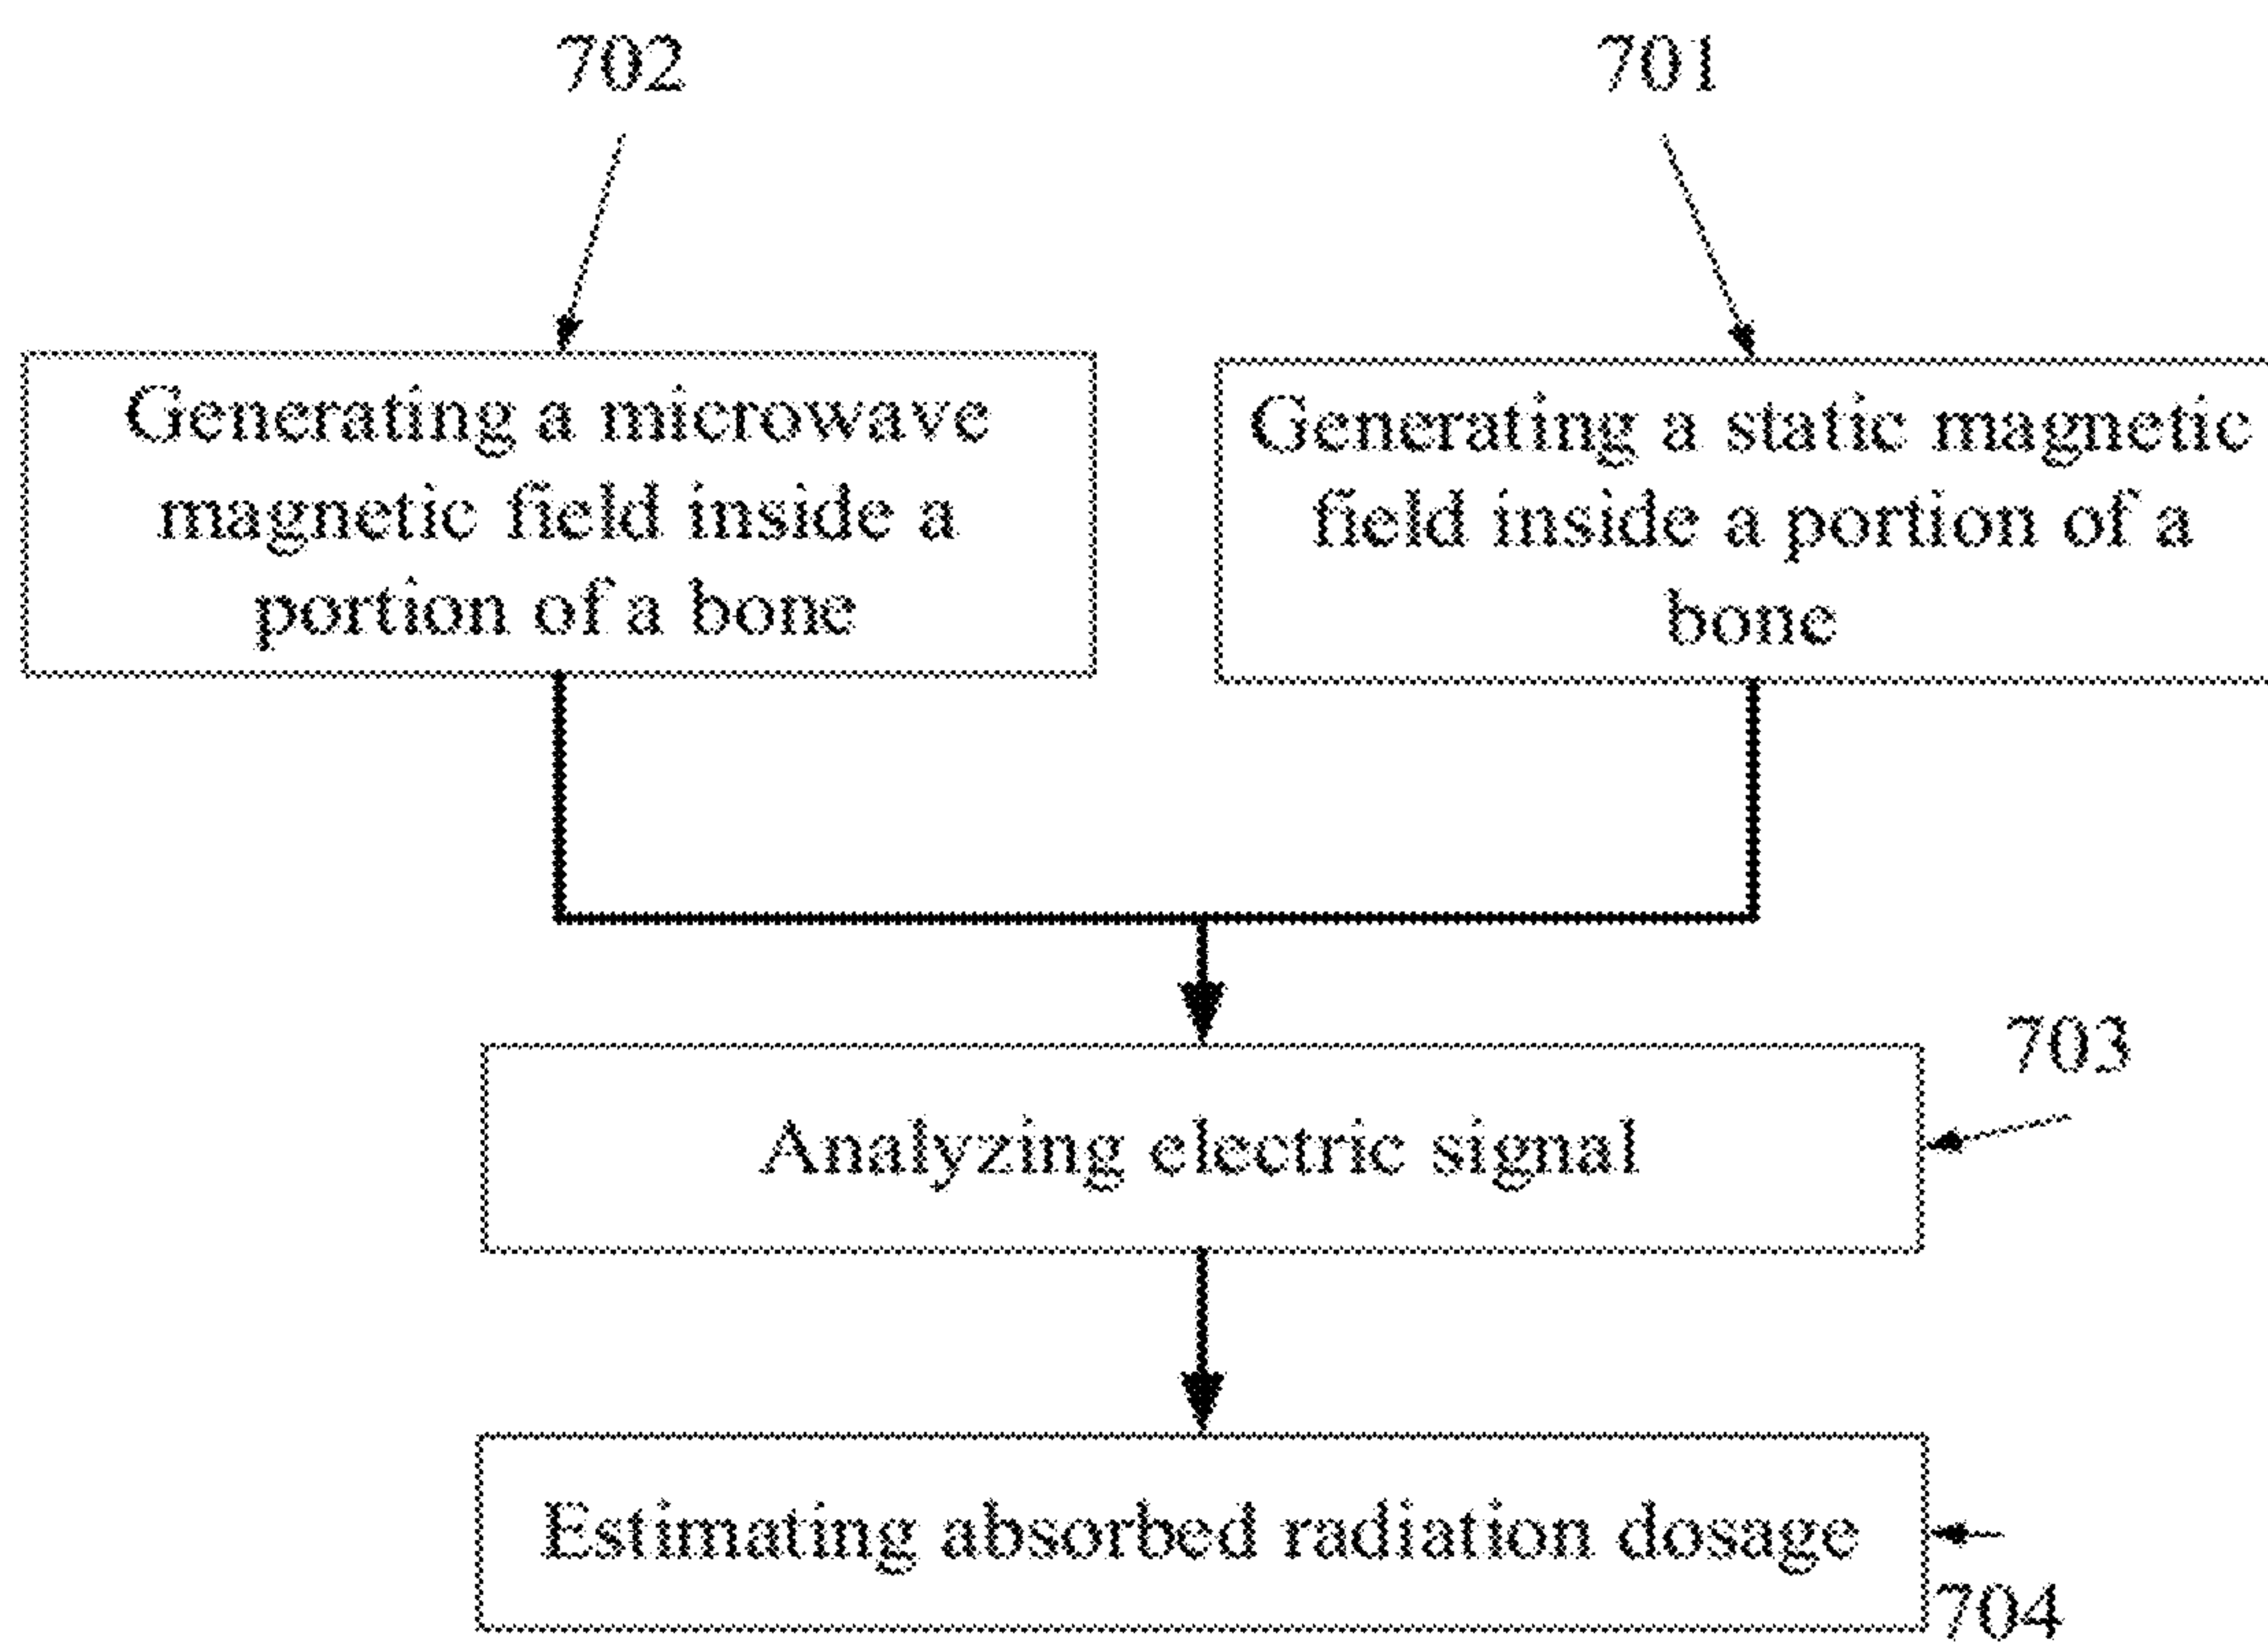 702
701
Generating a microwave
magnetic field inside a
portion of a bone
Generating a static magnetic
field inside a portion of a
bone
703
Analyzing electric signal
Estimating absorbed radiation dosage
704